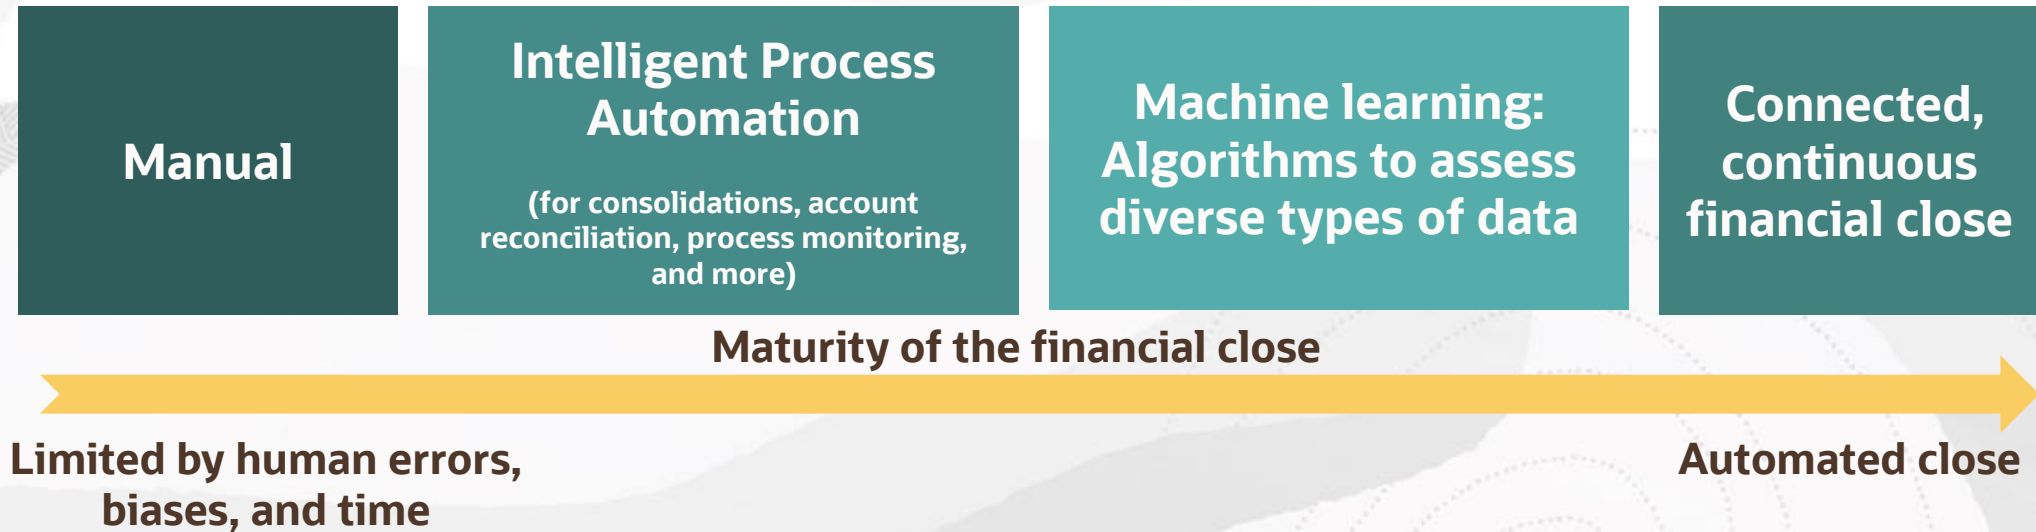 Manual
Intelligent Process
Automation
(for consolidations, account
reconciliation, process monitoring,
and more)
Machine learning:
Algorithms to assess
diverse types of data
Connected,
continuous
financial close
Maturity of the financial close
Limited by human errors,
biases, and time
Automated close